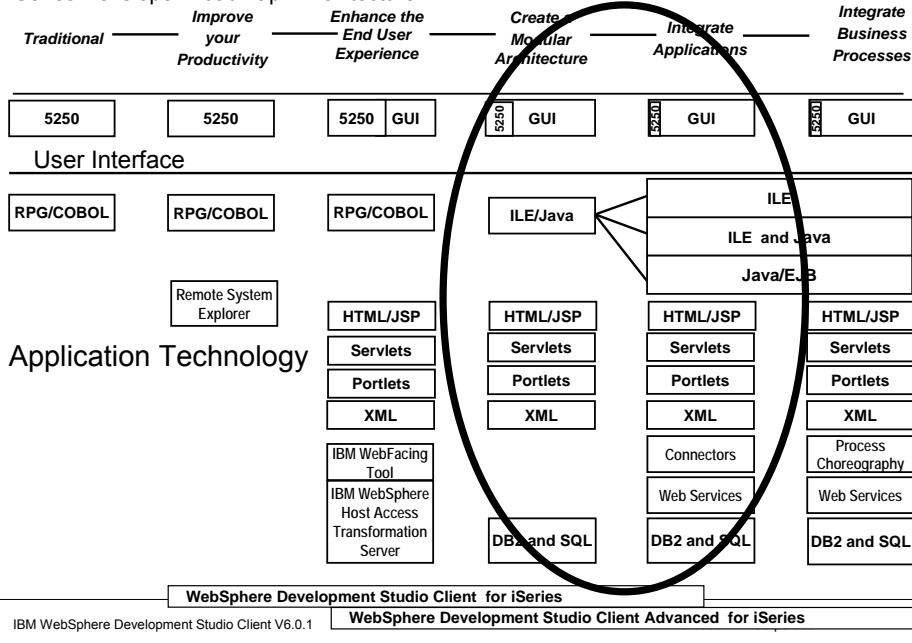 Traditional
Improve
your
Productivity
Enhance the
End User
Experience
Create a
Modular
Architecture
Integrate
Applications
Integrate
Business
Processes
5250
5250
5250 GUI
5250 GUI
5250 GUI
5250 GUI
User Interface
RPG/COBOL
RPG/COBOL
RPG/COBOL
ILE/Java
ILE
ILE and Java
Java/EJB
Remote System
Explorer
Application Technology
HTML/JSP
HTML/JSP
HTML/JSP
HTML/JSP
Servlets
Servlets
Servlets
Servlets
Portlets
Portlets
Portlets
Portlets
XML
XML
XML
XML
IBM WebFacing
Tool
Connectors
Process
Choreography
IBM WebSphere
Host Access
Transformation
Server
Web Services
Web Services
DB2 and SQL
DB2 and SQL
DB2 and SQL
WebSphere Development Studio Client for iSeries
IBM WebSphere Development Studio Client V6.0.1
WebSphere Development Studio Client Advanced for iSeries